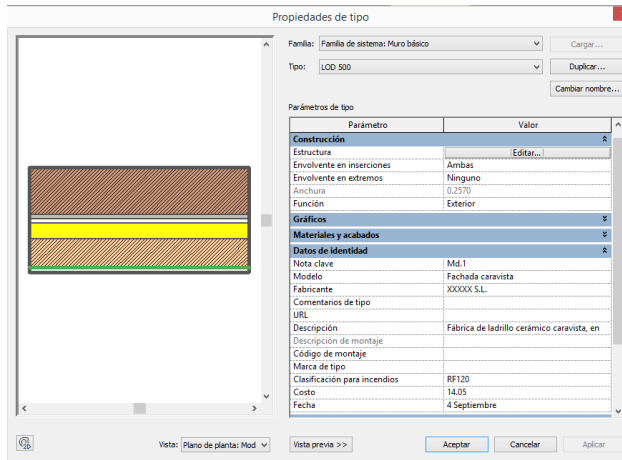 Propiedades de tipo
Familia: Familia de sistema: Muro básico Cargar...
Tipo: LOD 500 Duplicar...
Cambiar nombre...
Parámetros de tipo
Parámetro Valor
Construcción
Estructura Editar...
Envolvente en inserciones Ambas
Envolvente en extremos Ninguno
Anchura 0.2570
Función Exterior
Gráficos
Materiales y acabados
Datos de identidad
Nota clave Md.1
Modelo Fachada caravista
Fabricante XXXXX S.L.
Comentarios de tipo
URL
Descripción Fábrica de ladrillo cerámico caravista, en
Descripción de montaje
Código de montaje
Marca de tipo
Clasificación para incendios RF120
Costo 14.05
Fecha 4 Septiembre
2D Vista: Plano de planta: Mod Vista previa >> Aceptar Cancelar Aplicar